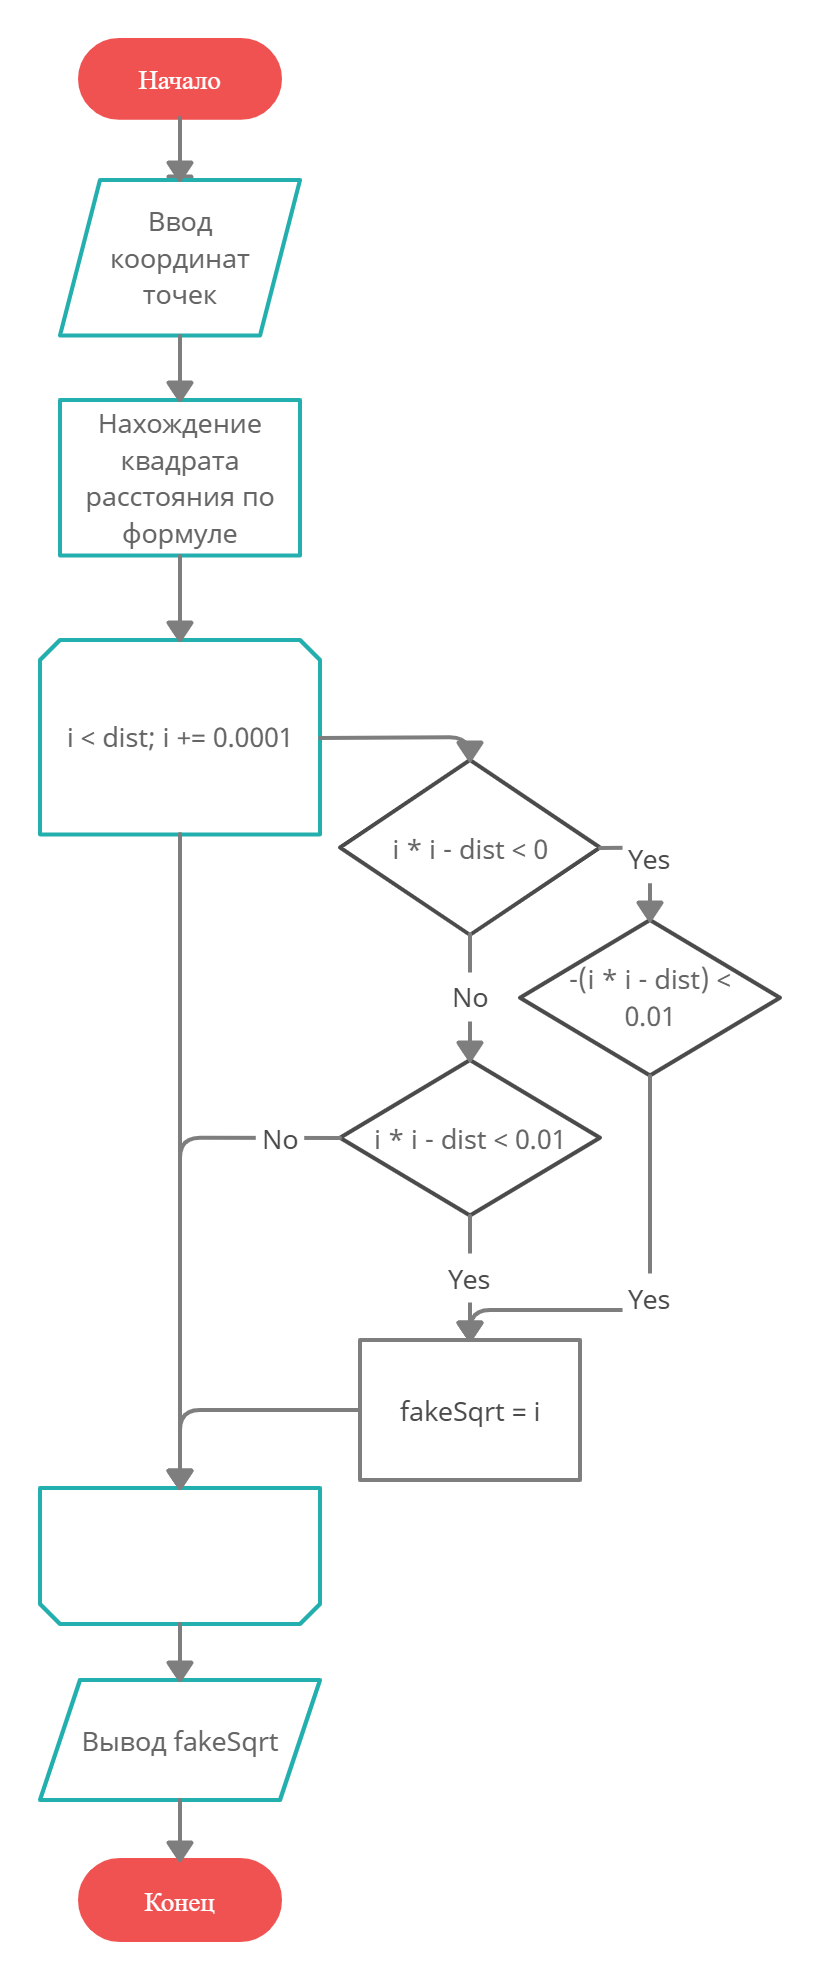 Начало
Ввод
координат
точек
Нахождение
квадрата
расстояния по
формуле
i < dist; i += 0.0001
i * i - dist < 0
Yes
-(i * i - dist) <
0.01
No
i * i - dist < 0.01
No
Yes
Yes
fakeSqrt = i
Вывод fakeSqrt
Конец